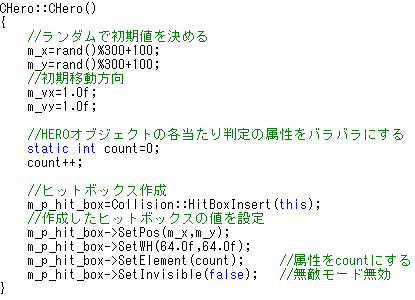 CHero::CHero()
{
//ランダムで初期値を決める
m_x=rand()%300+100;
m_y=rand()%300+100;
//初期移動方向
m_vx=1.0f;
m_vy=1.0f;
//HEROオブジェクトの各当たり判定の属性をバラバラにする
static int count=0;
count++;
//ヒットボックス作成
m_p_hit_box=Collision::HitBoxInsert(this);
//作成したヒットボックスの値を設定
m_p_hit_box->SetPos(m_x,m_y);
m_p_hit_box->SetWH(64.0f,64.0f);
m_p_hit_box->SetElement(count); //属性をcountにする
m_p_hit_box->SetInvisible(false); //無敵モード無効
}